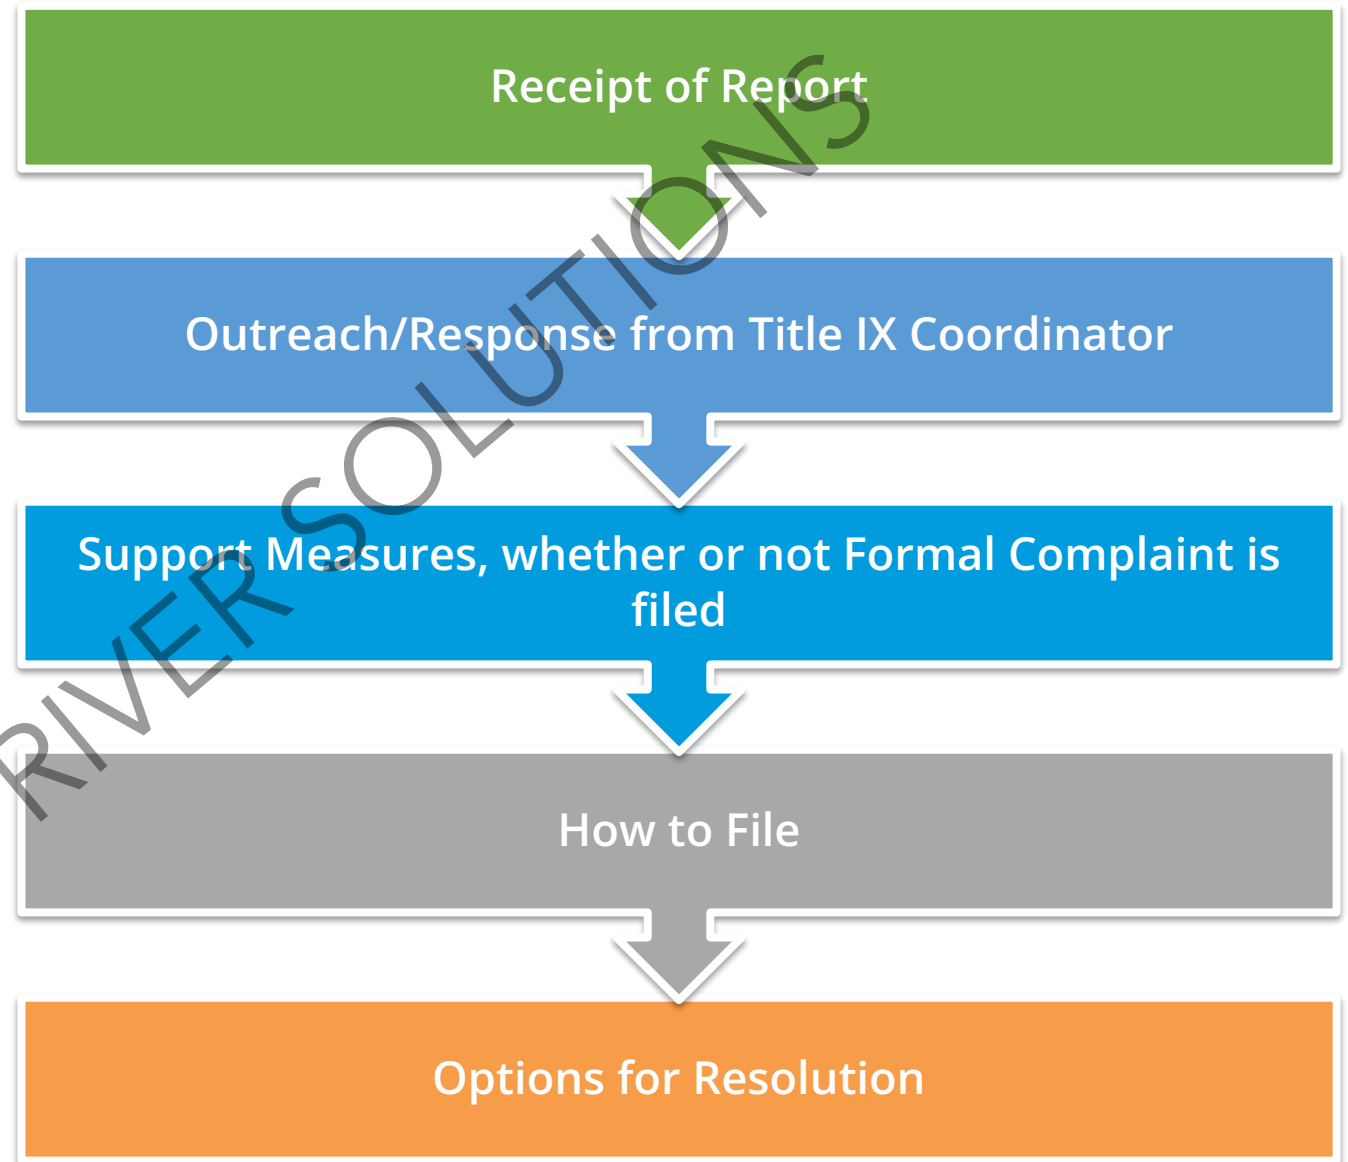 Receipt of Report
Outreach/Response from Title IX Coordinator
Support Measures, whether or not Formal Complaint is
filed
How to File
Options for Resolution
RIVER SOLUTIONS